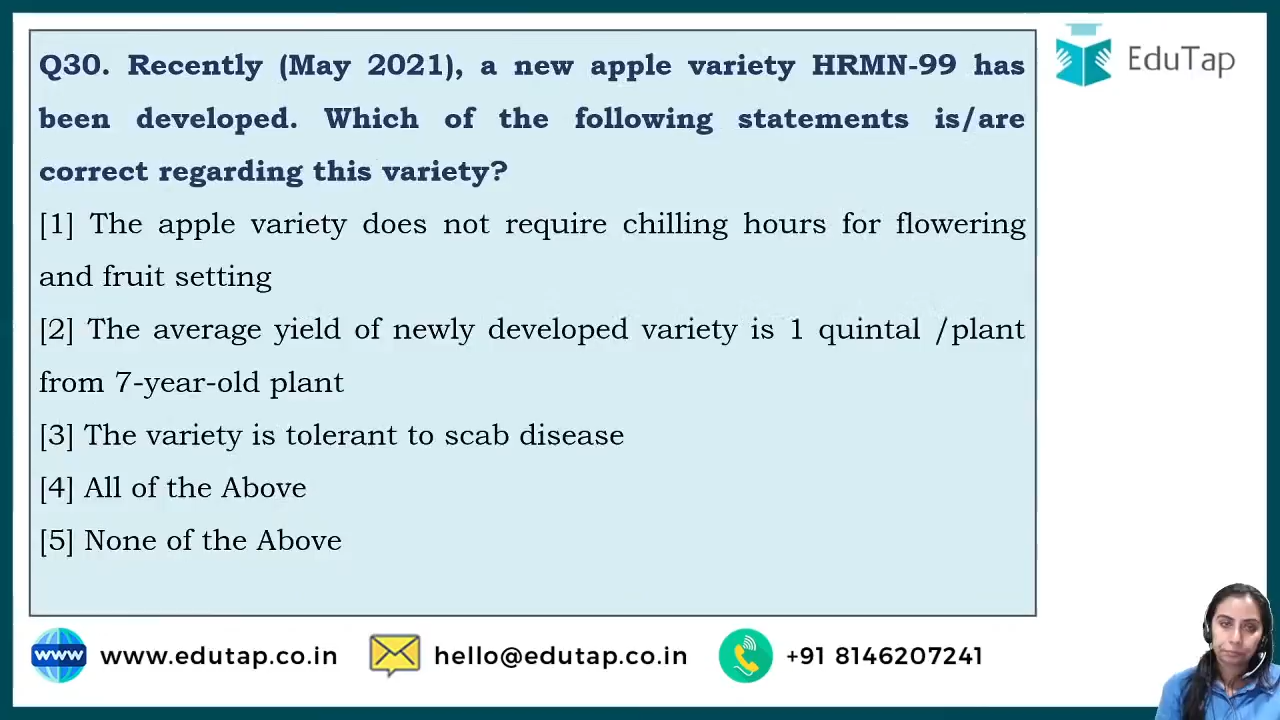 Q30. Recently (May 2021), a new apple variety HRMN-99 has
been developed. Which of the following statements is/are
correct regarding this variety?
[1] The apple variety does not require chilling hours for flowering
and fruit setting
[2] The average yield of newly developed variety is 1 quintal /plant
from 7-year-old plant
[3] The variety is tolerant to scab disease
[4] All of the Above
[5] None of the Above
EduTap
www www.edutap.co.in hello@edutap.co.in +91 8146207241